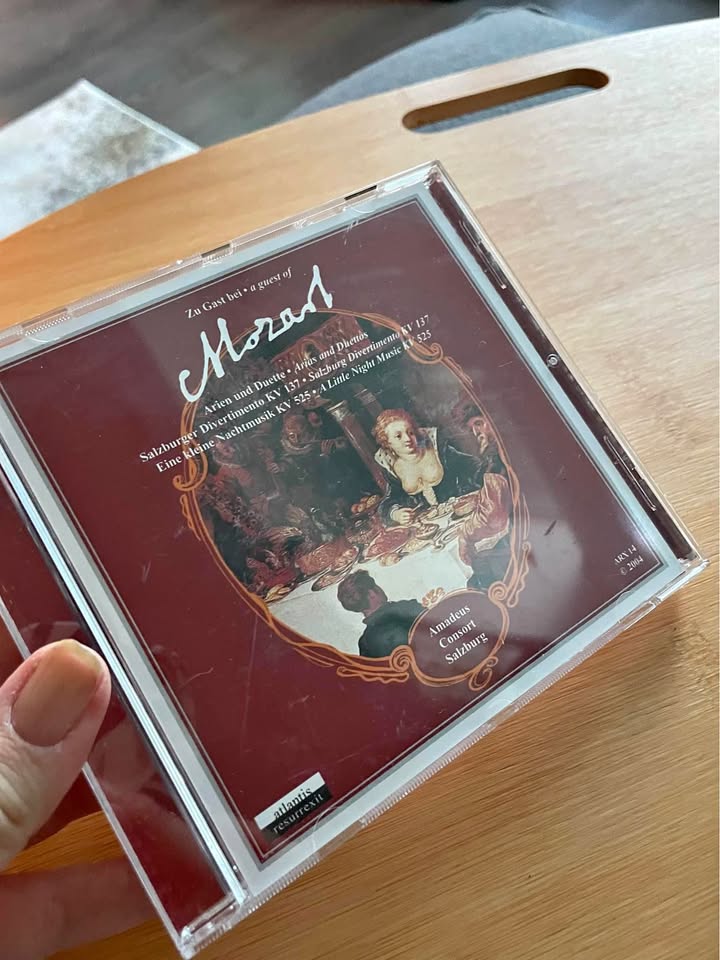 Zu Gast bei • a guest of
Mozart
Arien und Duette • Arias and Duettos
Salzburger Divertimento KV 137 • Salzburg Divertimento KV 137
Eine kleine Nachtmusik KV 525 • A Little Night Music KV 525
Amadeus
Consort
Salzburg
ARX 14
© 2004
atlantis
resurrexit